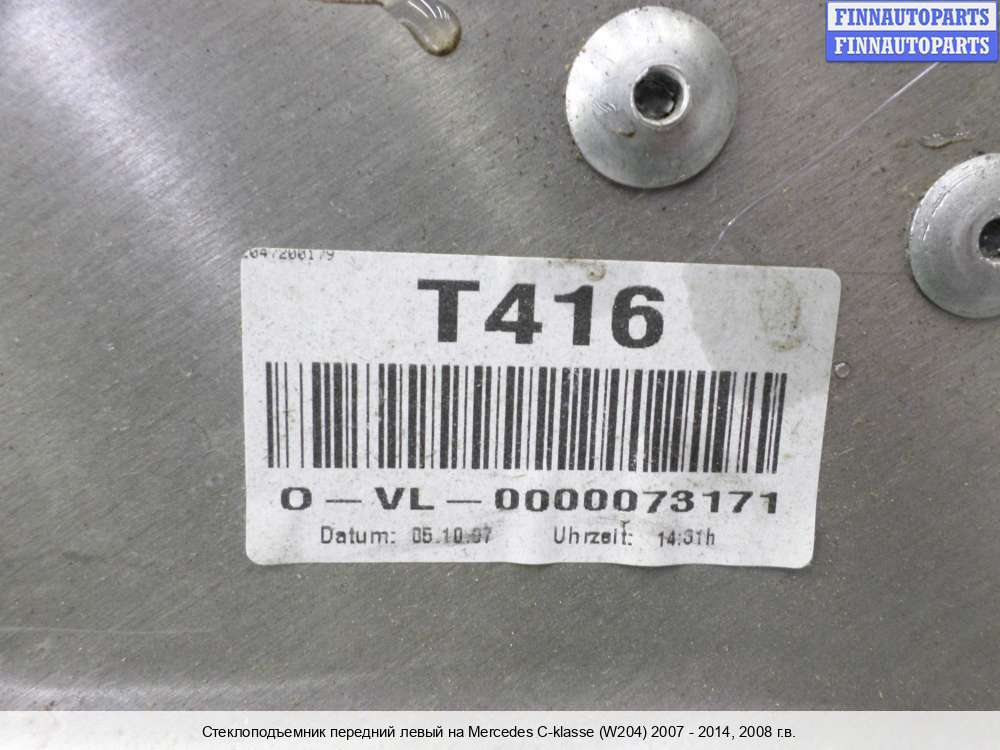 FINNAUTOPARTS
FINNAUTOPARTS
2047200179
T416
O - VL - 0000073171
Datum: 05.10.07 Uhrzeit: 14:31h
Стеклоподъемник передний левый на Mercedes C-klasse (W204) 2007 - 2014, 2008 г.в.